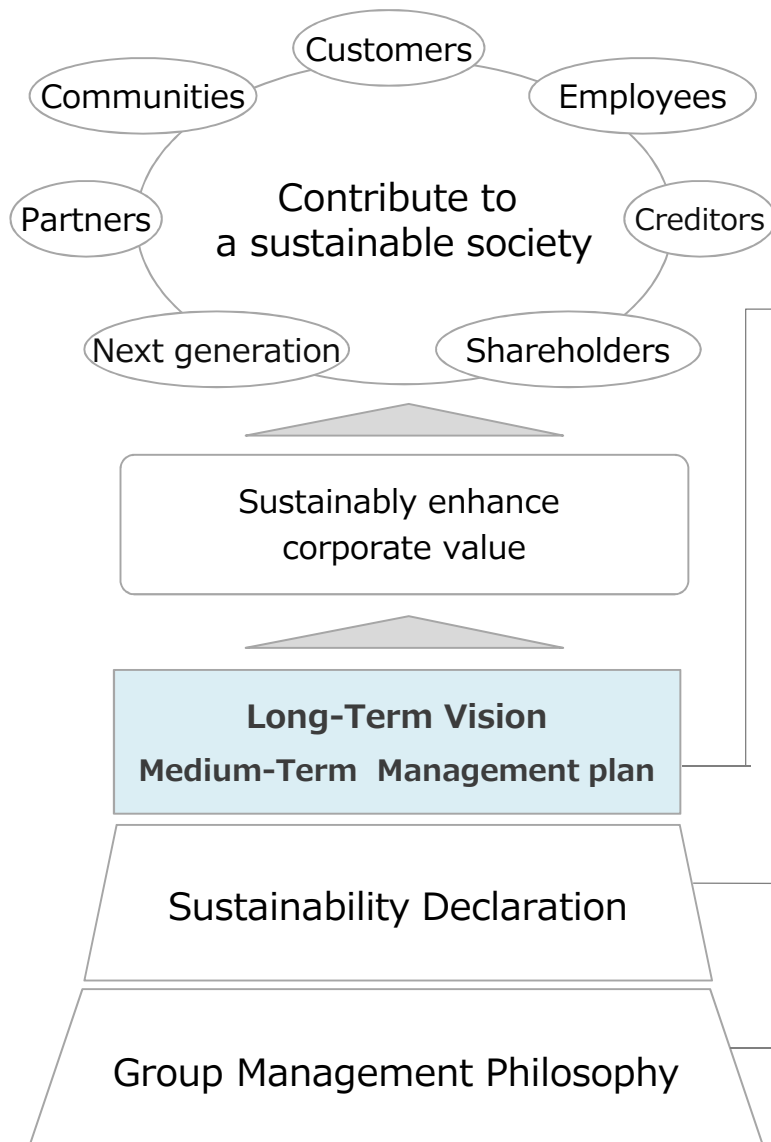 Customers
Communities
Employees
Contribute to
a sustainable society
Partners
Creditors
Next generation
Shareholders
Sustainably enhance
corporate value
Long-Term Vision
Medium-Term Management plan
Sustainability Declaration
Group Management Philosophy